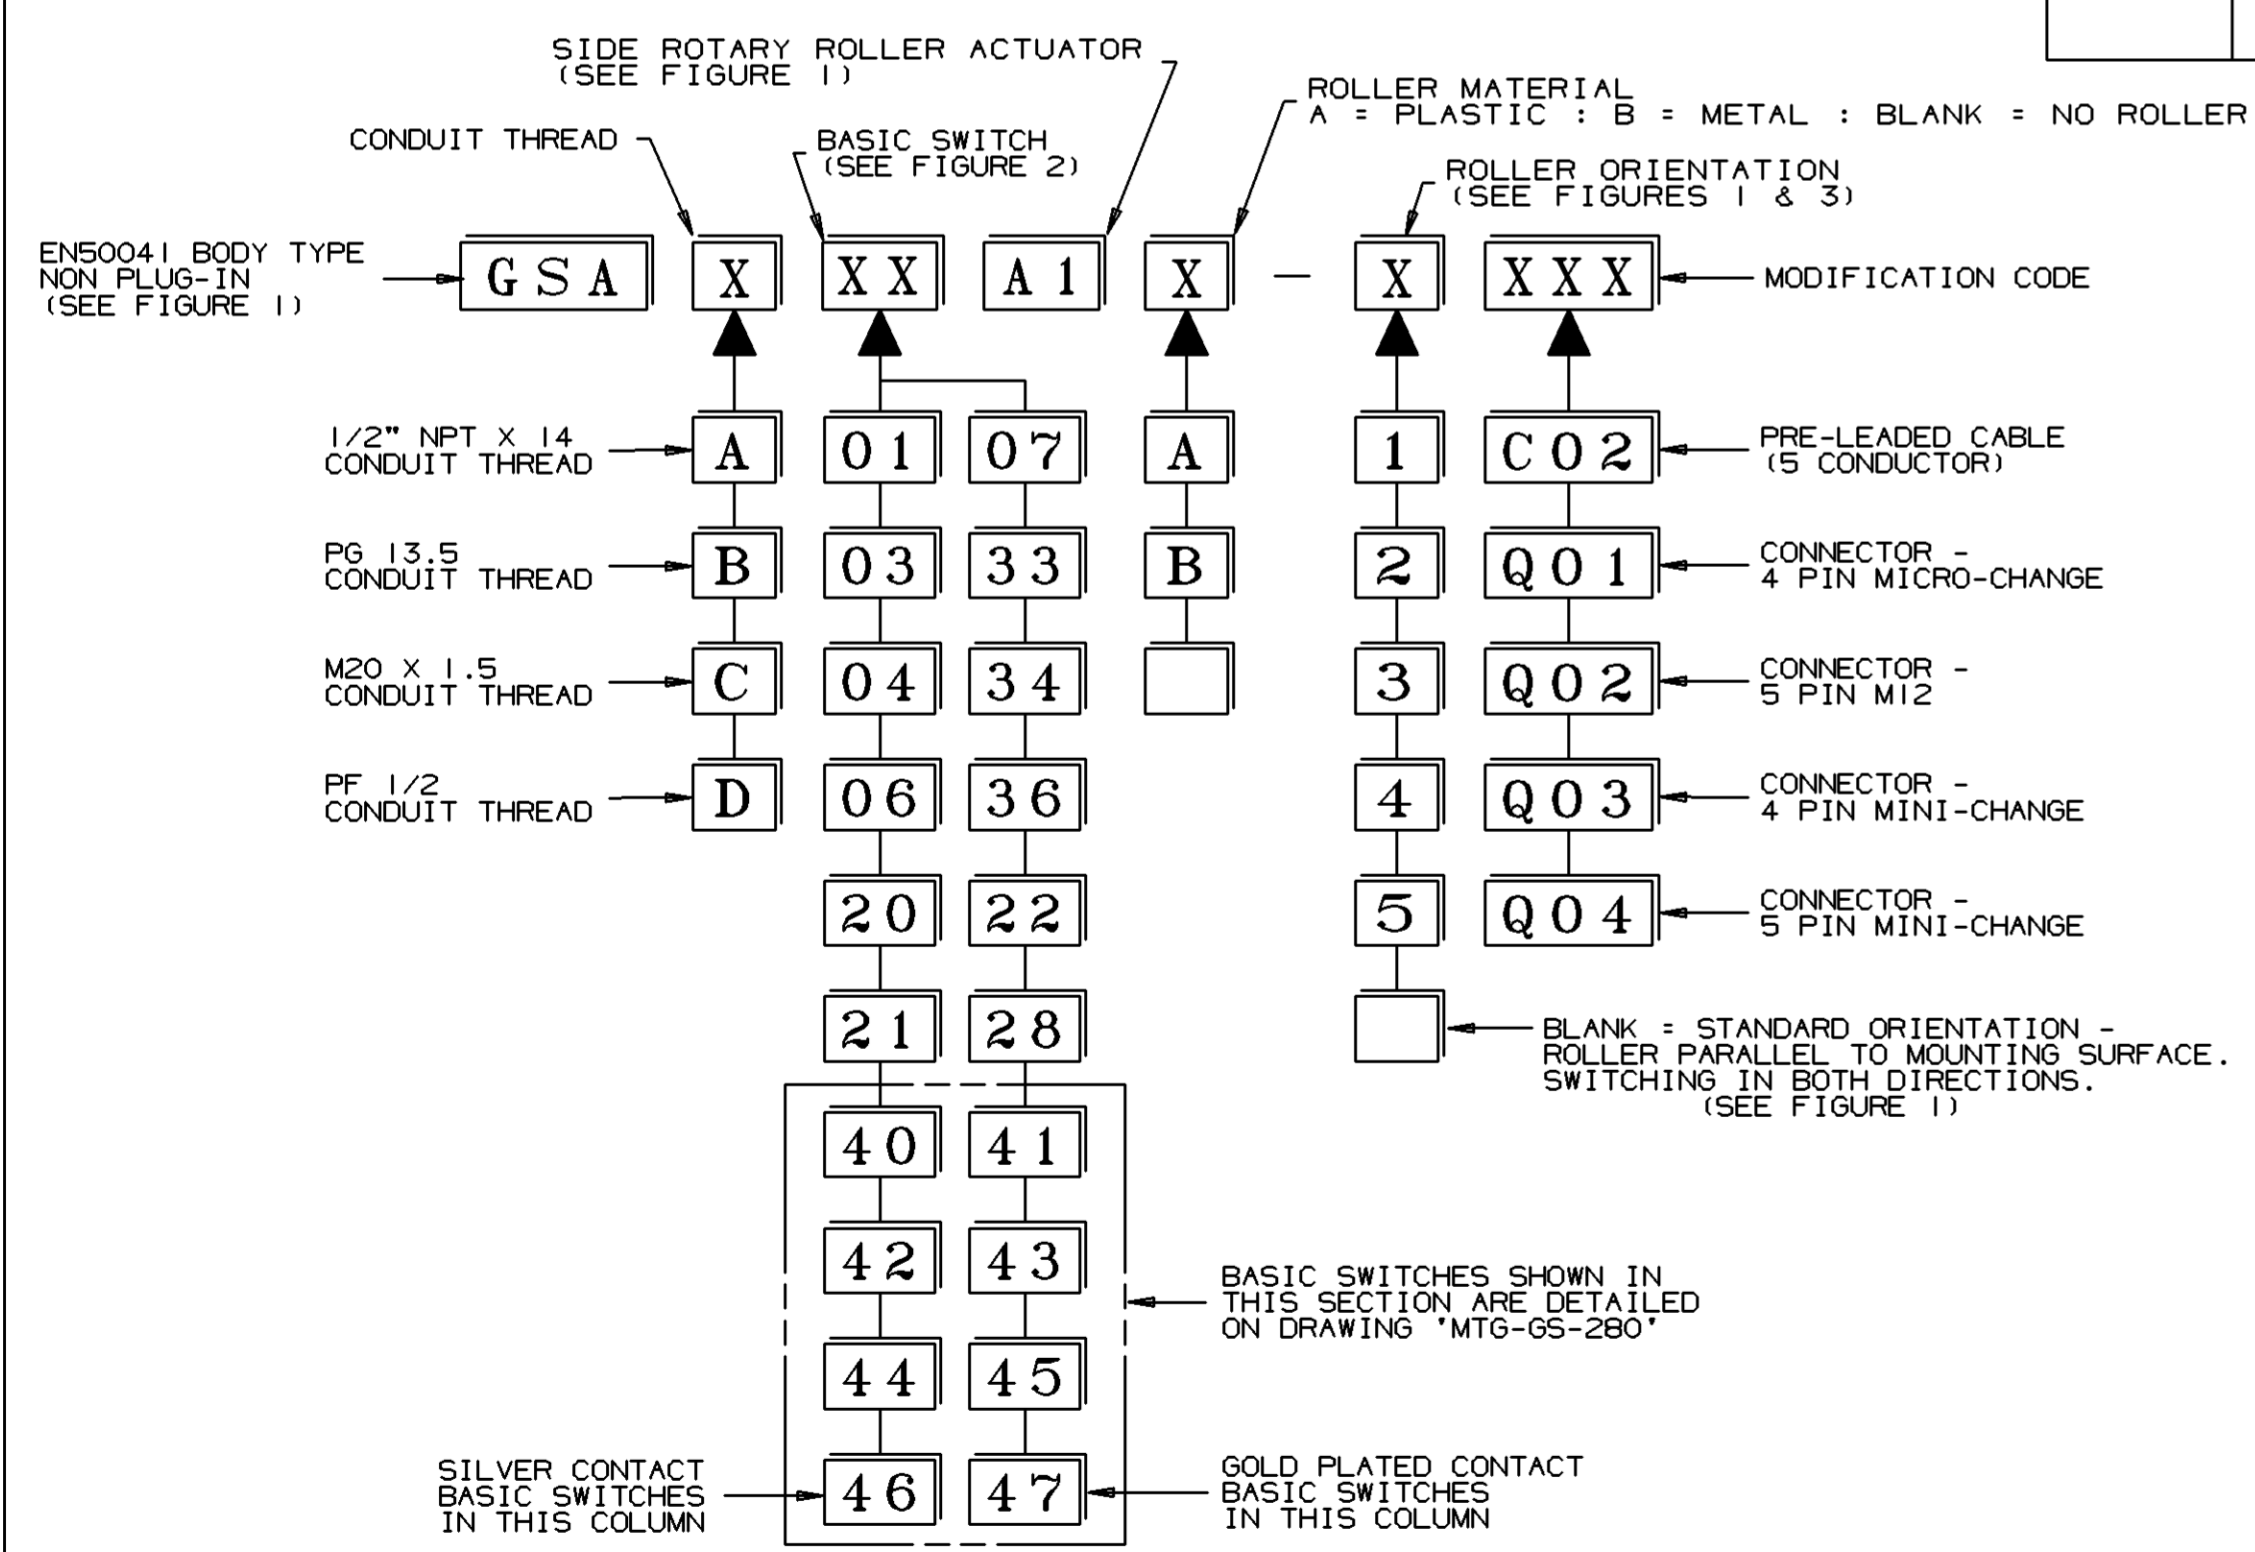 SIDE ROTARY ROLLER ACTUATOR
(SEE FIGURE 1)
ROLLER MATERIAL
A = PLASTIC : B = METAL : BLANK = NO ROLLER
CONDUIT THREAD
BASIC SWITCH
(SEE FIGURE 2)
ROLLER ORIENTATION
(SEE FIGURES 1 & 3)
EN50041 BODY TYPE
NON PLUG-IN
(SEE FIGURE 1)
GSA X XX A1 X - X XXX
MODIFICATION CODE
1/2" NPT X 14
CONDUIT THREAD
A 01 07 A 1 C02
PRE-LEADED CABLE
(5 CONDUCTOR)
PG 13.5
CONDUIT THREAD
B 03 33 B 2 Q01
CONNECTOR -
4 PIN MICRO-CHANGE
M20 X 1.5
CONDUIT THREAD
C 04 34 3 Q02
CONNECTOR -
5 PIN M12
PF 1/2
CONDUIT THREAD
D 06 36 4 Q03
CONNECTOR -
4 PIN MINI-CHANGE
20 22 5 Q04
CONNECTOR -
5 PIN MINI-CHANGE
21 28
BLANK = STANDARD ORIENTATION -
ROLLER PARALLEL TO MOUNTING SURFACE.
SWITCHING IN BOTH DIRECTIONS.
(SEE FIGURE 1)
40 41
42 43
BASIC SWITCHES SHOWN IN
THIS SECTION ARE DETAILED
ON DRAWING 'MTG-GS-280'
44 45
SILVER CONTACT
BASIC SWITCHES
IN THIS COLUMN
46 47
GOLD PLATED CONTACT
BASIC SWITCHES
IN THIS COLUMN